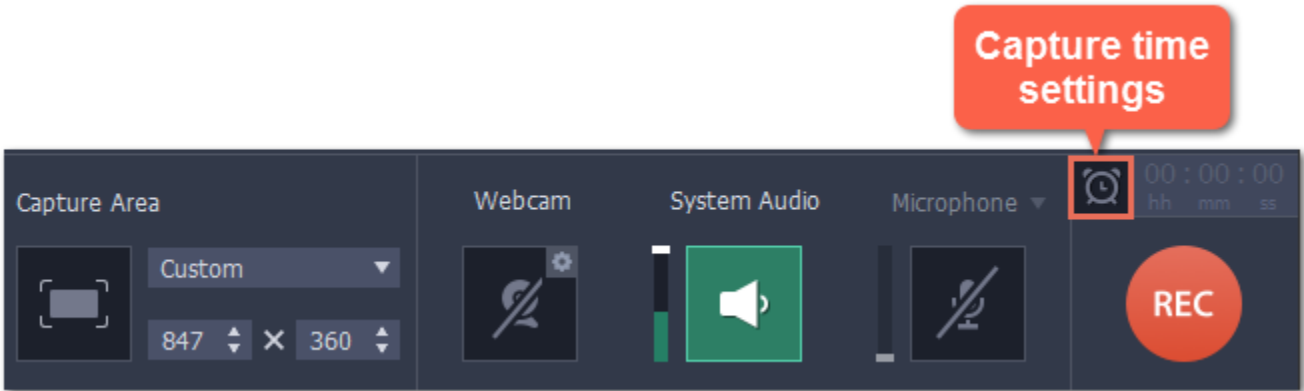 Capture time
settings
Capture Area
Webcam
System Audio
Microphone
00 : 00 : 00
hh mm ss
Custom
847 × 360
REC